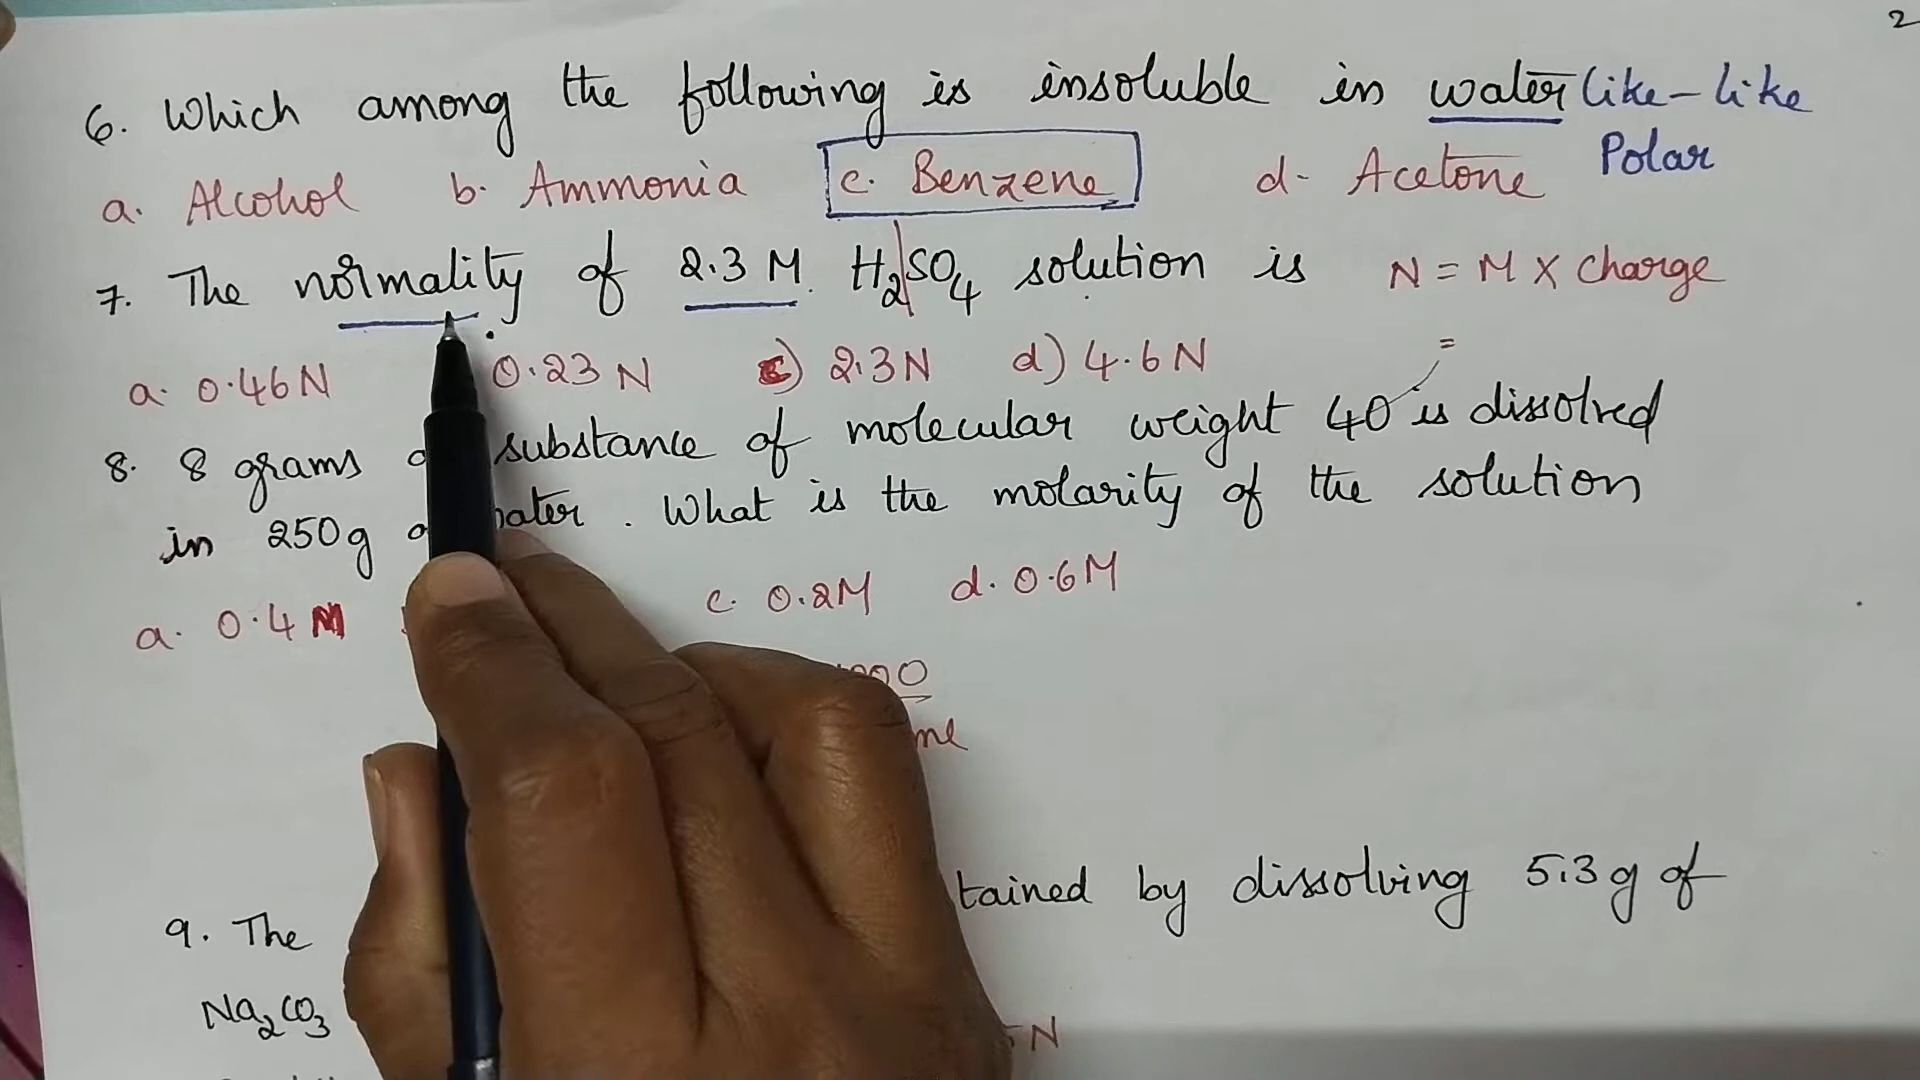 2
6. Which among the following is insoluble in water like-like
Polar
a. Alcohol b. Ammonia c. Benzene d- Acetone
7. The normality of 2.3 M H2SO4 solution is N = M X charge
=
a. 0.46N 0.23 N c) 2.3N d) 4.6N
8. 8 grams substance of molecular weight 40 is dissolved
in 250g water. What is the molarity of the solution
a. 0.4 M c. 0.2M d. 0.6M
9. The by dissolving 5.3 g of
Na2CO3 N